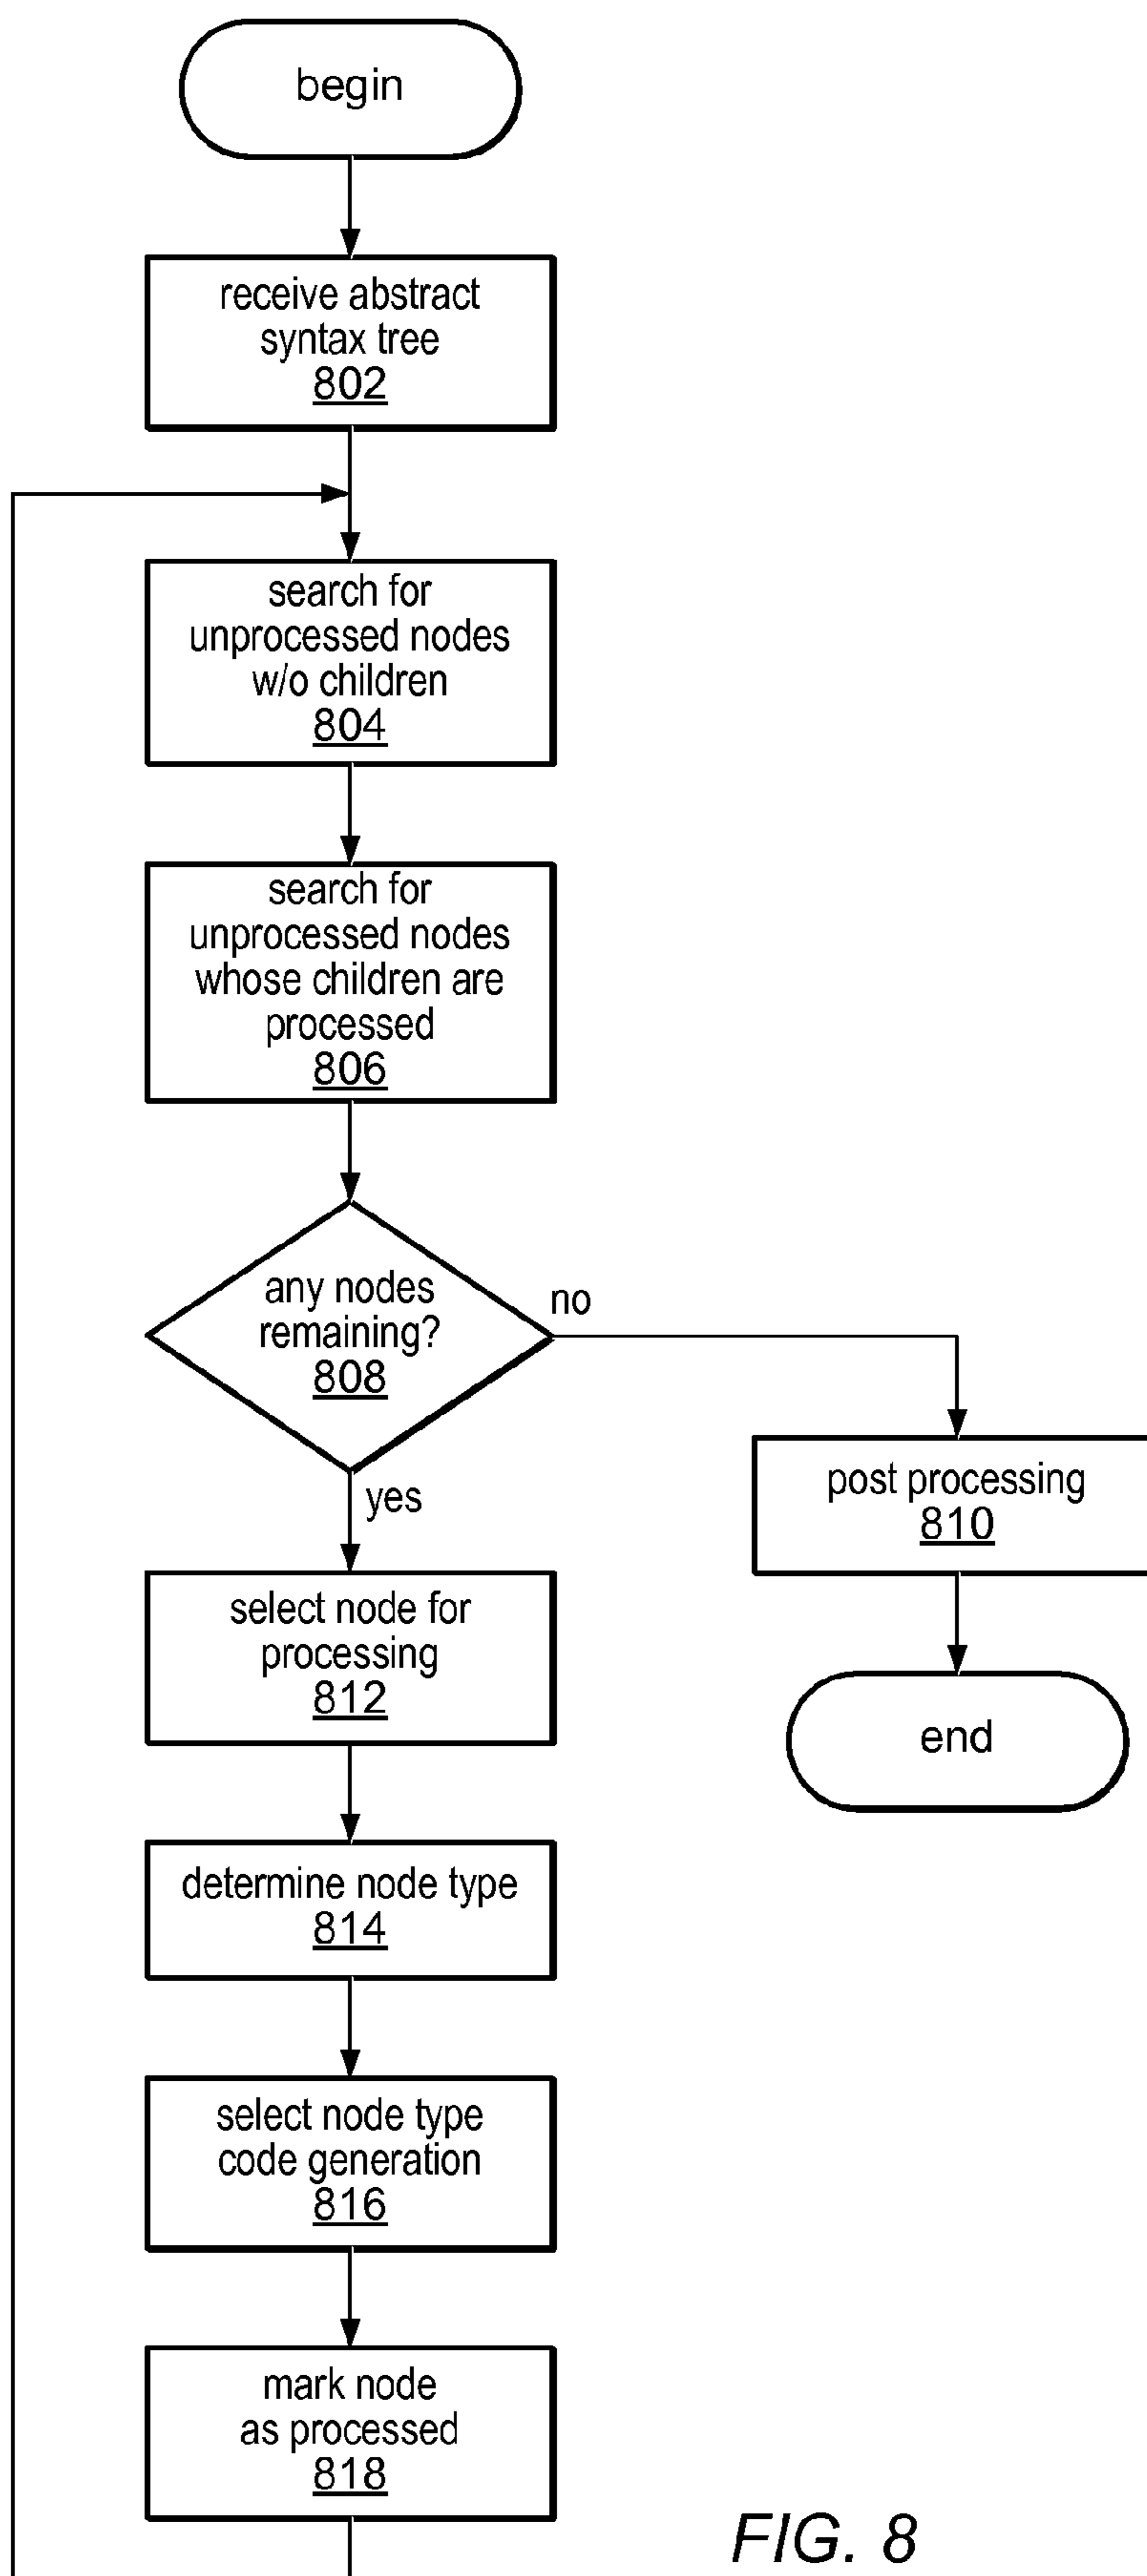 begin
receive abstract
syntax tree
802
search for
unprocessed nodes
w/o children
804
search for
unprocessed nodes
whose children are
processed
806
any nodes
remaining?
808
no
yes
post processing
810
select node for
processing
812
end
determine node type
814
select node type
code generation
816
mark node
as processed
818
FIG. 8